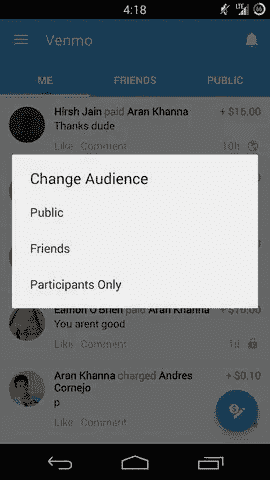 4:18
Venmo
ME FRIENDS PUBLIC
Hirsh Jain paid Aran Khanna + $15.00
Thanks dude
Like Comment 10h
Change Audience
Public
Friends
Participants Only
Eamon O'Brien paid Aran Khanna + $10.00
You arent good
Like Comment 1d
Aran Khanna charged Andres + $0.10
Cornejo
p
Like Comment